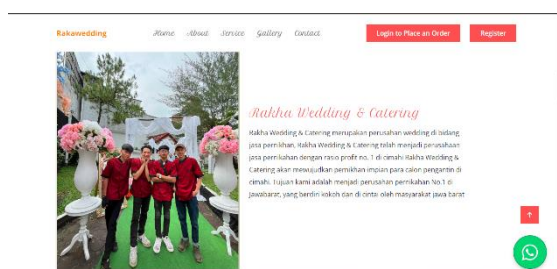 Rakawedding
Home About Service Gallery Contact
Login to Place an Order
Register
Rakha Wedding & Catering
Rakha Wedding & Catering merupakan perusahan wedding di bidang
jasa pernikhan. Rakha Wedding & Catering telah menjadi perusahaan
jasa pernikahan dengan rasio profit no. 1 di cimahi Rakha Wedding &
Catering akan mewujudkan pernikhan impian para calon pengantin di
cimahi. Tujuan kami adalah menjadi perusahan pernikahan No.1 di
Jawabarat, yang berdiri kokoh dan di cintai oleh masyarakat jawa barat